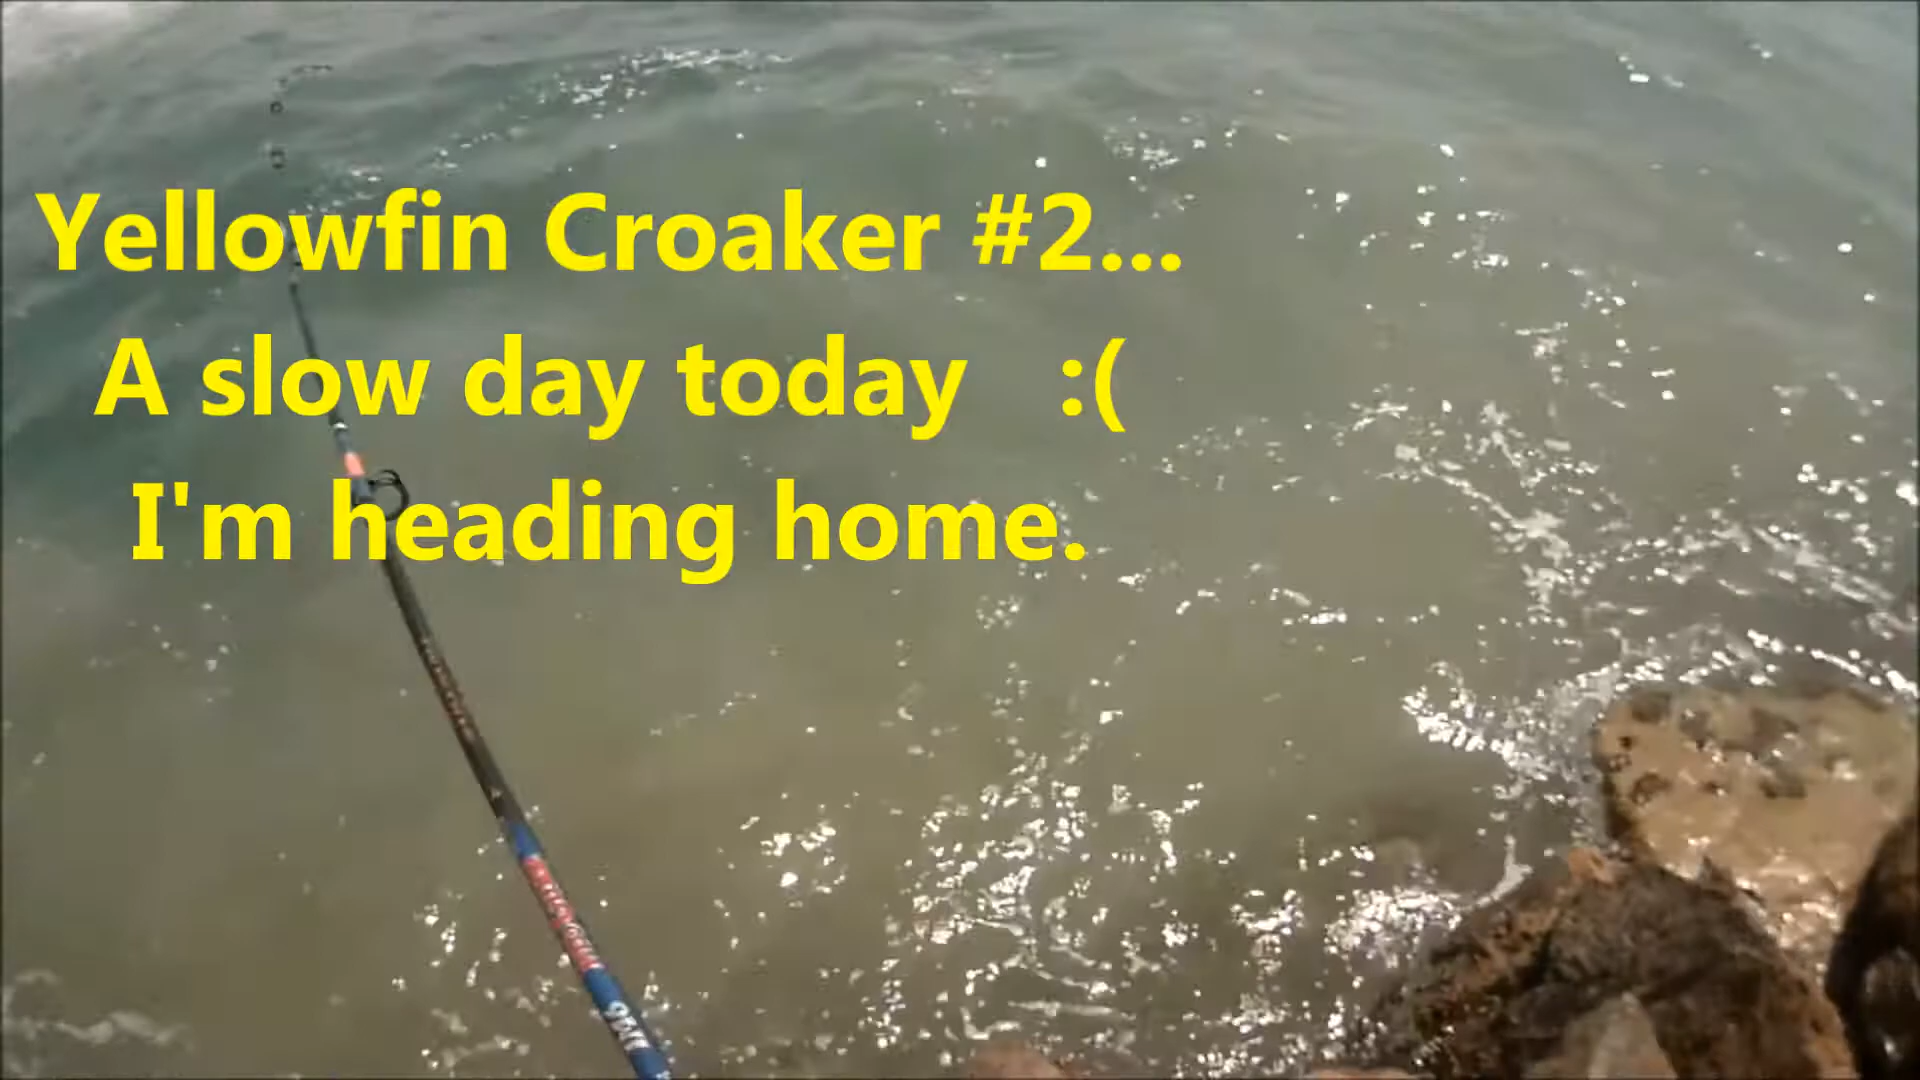 Yellowfin Croaker #2...
A slow day today :(
I'm heading home.